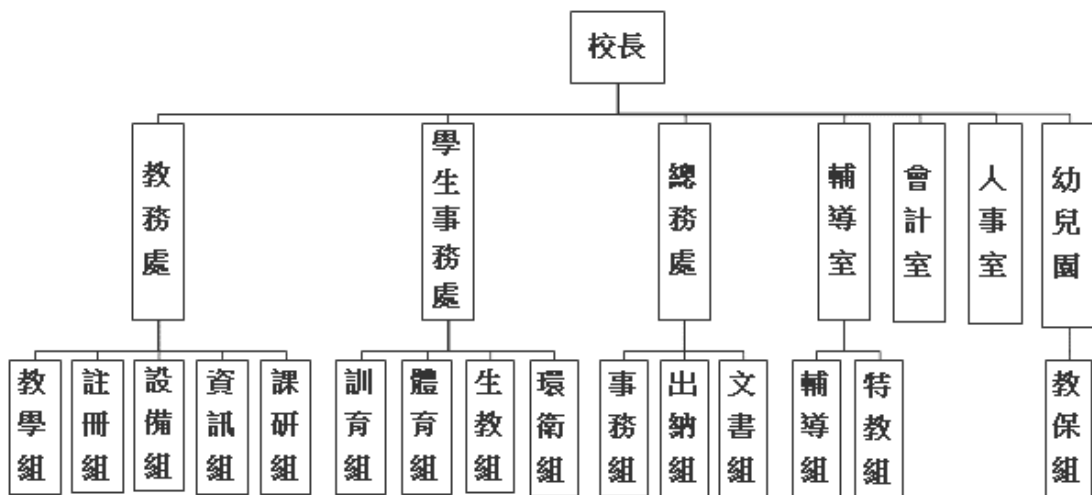 校長
教務處
學生事務處
總務處
輔導室
會計室
人事室
幼兒園
教學組
註冊組
設備組
資訊組
課研組
訓育組
體育組
生教組
環衛組
事務組
出納組
文書組
輔導組
特教組
教保組